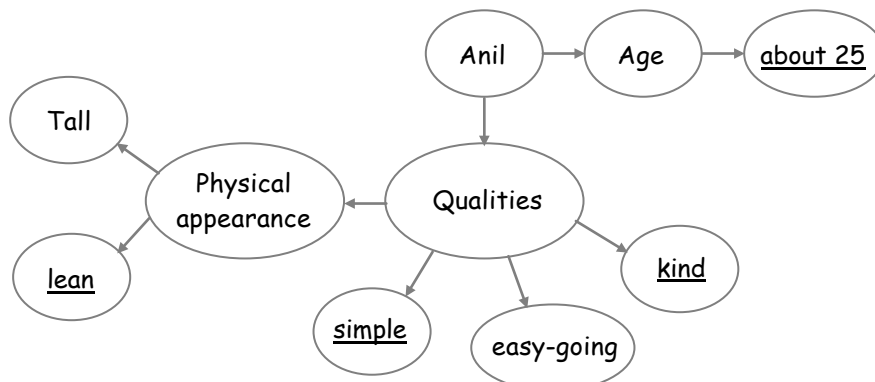 Anil
Age
about 25
Tall
Physical
appearance
Qualities
lean
kind
simple
easy-going